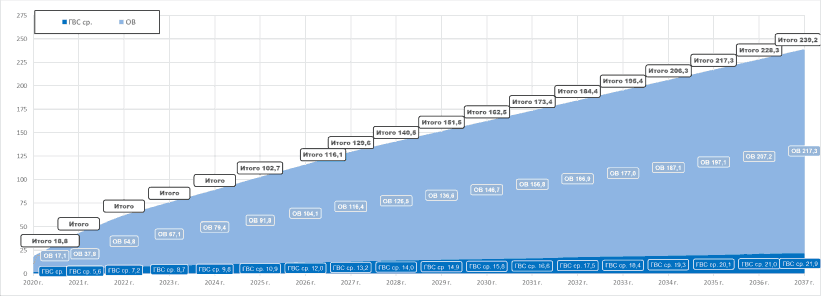 ГВС ср. ОВ
275
250
225
200
175
150
125
100
75
50
25
0
Итого 18,8
Итого
Итого
Итого
Итого
Итого 102,7
Итого 116,1
Итого 129,6
Итого 140,5
Итого 151,5
Итого 162,5
Итого 173,4
Итого 184,4
Итого 195,4
Итого 206,3
Итого 217,3
Итого 228,3
Итого 239,2
ОВ 17,1
ОВ 37,8
ОВ 54,8
ОВ 67,1
ОВ 79,4
ОВ 91,8
ОВ 104,1
ОВ 116,4
ОВ 126,5
ОВ 136,6
ОВ 146,7
ОВ 156,8
ОВ 166,9
ОВ 177,0
ОВ 187,1
ОВ 197,1
ОВ 207,2
ОВ 217,3
ГВС ср.
ГВС ср. 5,6
ГВС ср. 7,2
ГВС ср. 8,7
ГВС ср. 9,8
ГВС ср. 10,9
ГВС ср. 12,0
ГВС ср. 13,2
ГВС ср. 14,0
ГВС ср. 14,9
ГВС ср. 15,8
ГВС ср. 16,6
ГВС ср. 17,5
ГВС ср. 18,4
ГВС ср. 19,3
ГВС ср. 20,1
ГВС ср. 21,0
ГВС ср. 21,9
2020 г.
2021 г.
2022 г.
2023 г.
2024 г.
2025 г.
2026 г.
2027 г.
2028 г.
2029 г.
2030 г.
2031 г.
2032 г.
2033 г.
2034 г.
2035 г.
2036 г.
2037 г.